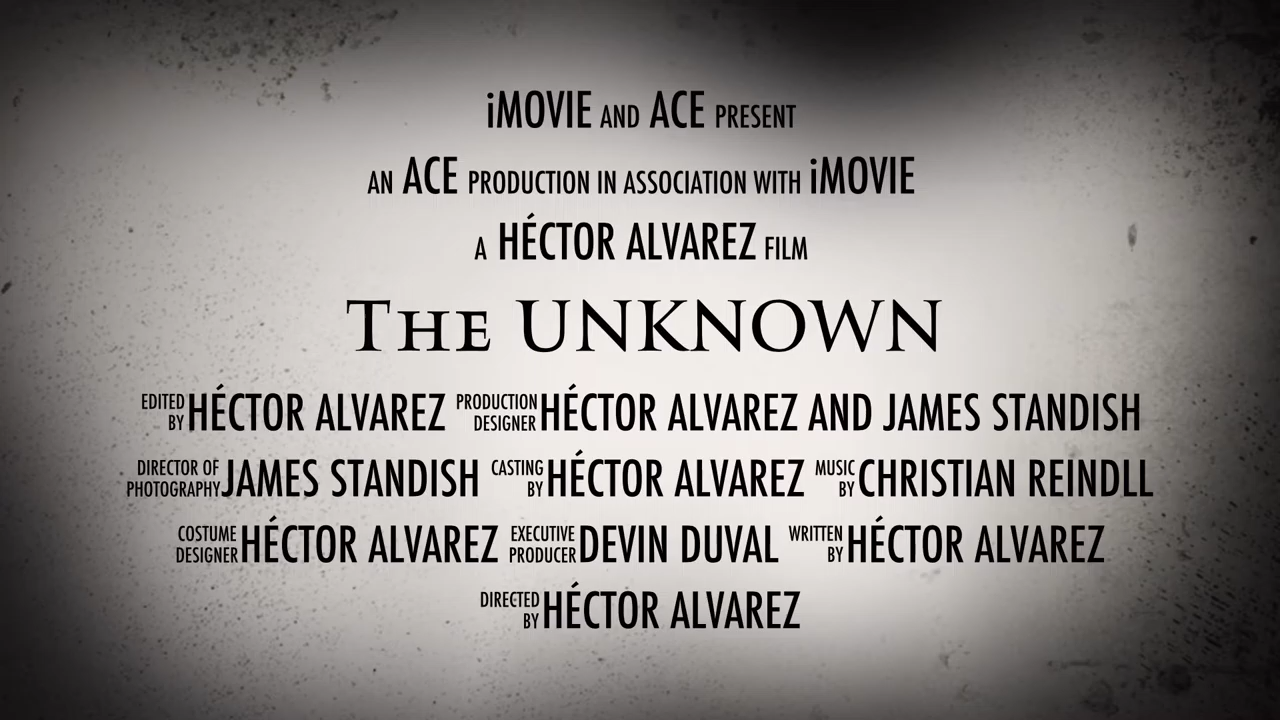 iMOVIE AND ACE PRESENT
AN ACE PRODUCTION IN ASSOCIATION WITH iMOVIE
A HÉCTOR ALVAREZ FILM
THE UNKNOWN
EDITED BY HÉCTOR ALVAREZ PRODUCTION DESIGNER HÉCTOR ALVAREZ AND JAMES STANDISH
DIRECTOR OF PHOTOGRAPHY JAMES STANDISH CASTING BY HÉCTOR ALVAREZ MUSIC BY CHRISTIAN REINDLL
COSTUME DESIGNER HÉCTOR ALVAREZ EXECUTIVE PRODUCER DEVIN DUVAL WRITTEN BY HÉCTOR ALVAREZ
DIRECTED BY HÉCTOR ALVAREZ